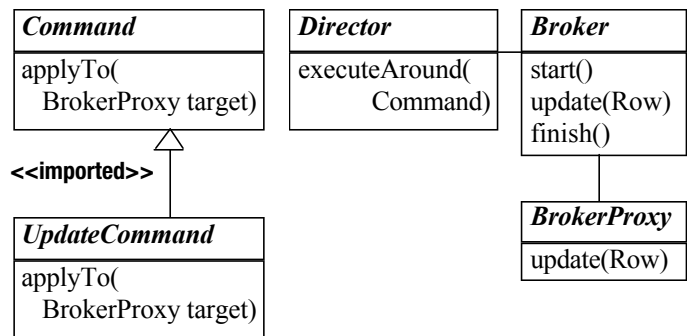 Command
applyTo(
BrokerProxy target)
Director
executeAround(
Command)
Broker
start()
update(Row)
finish()
<<imported>>
UpdateCommand
applyTo(
BrokerProxy target)
BrokerProxy
update(Row)